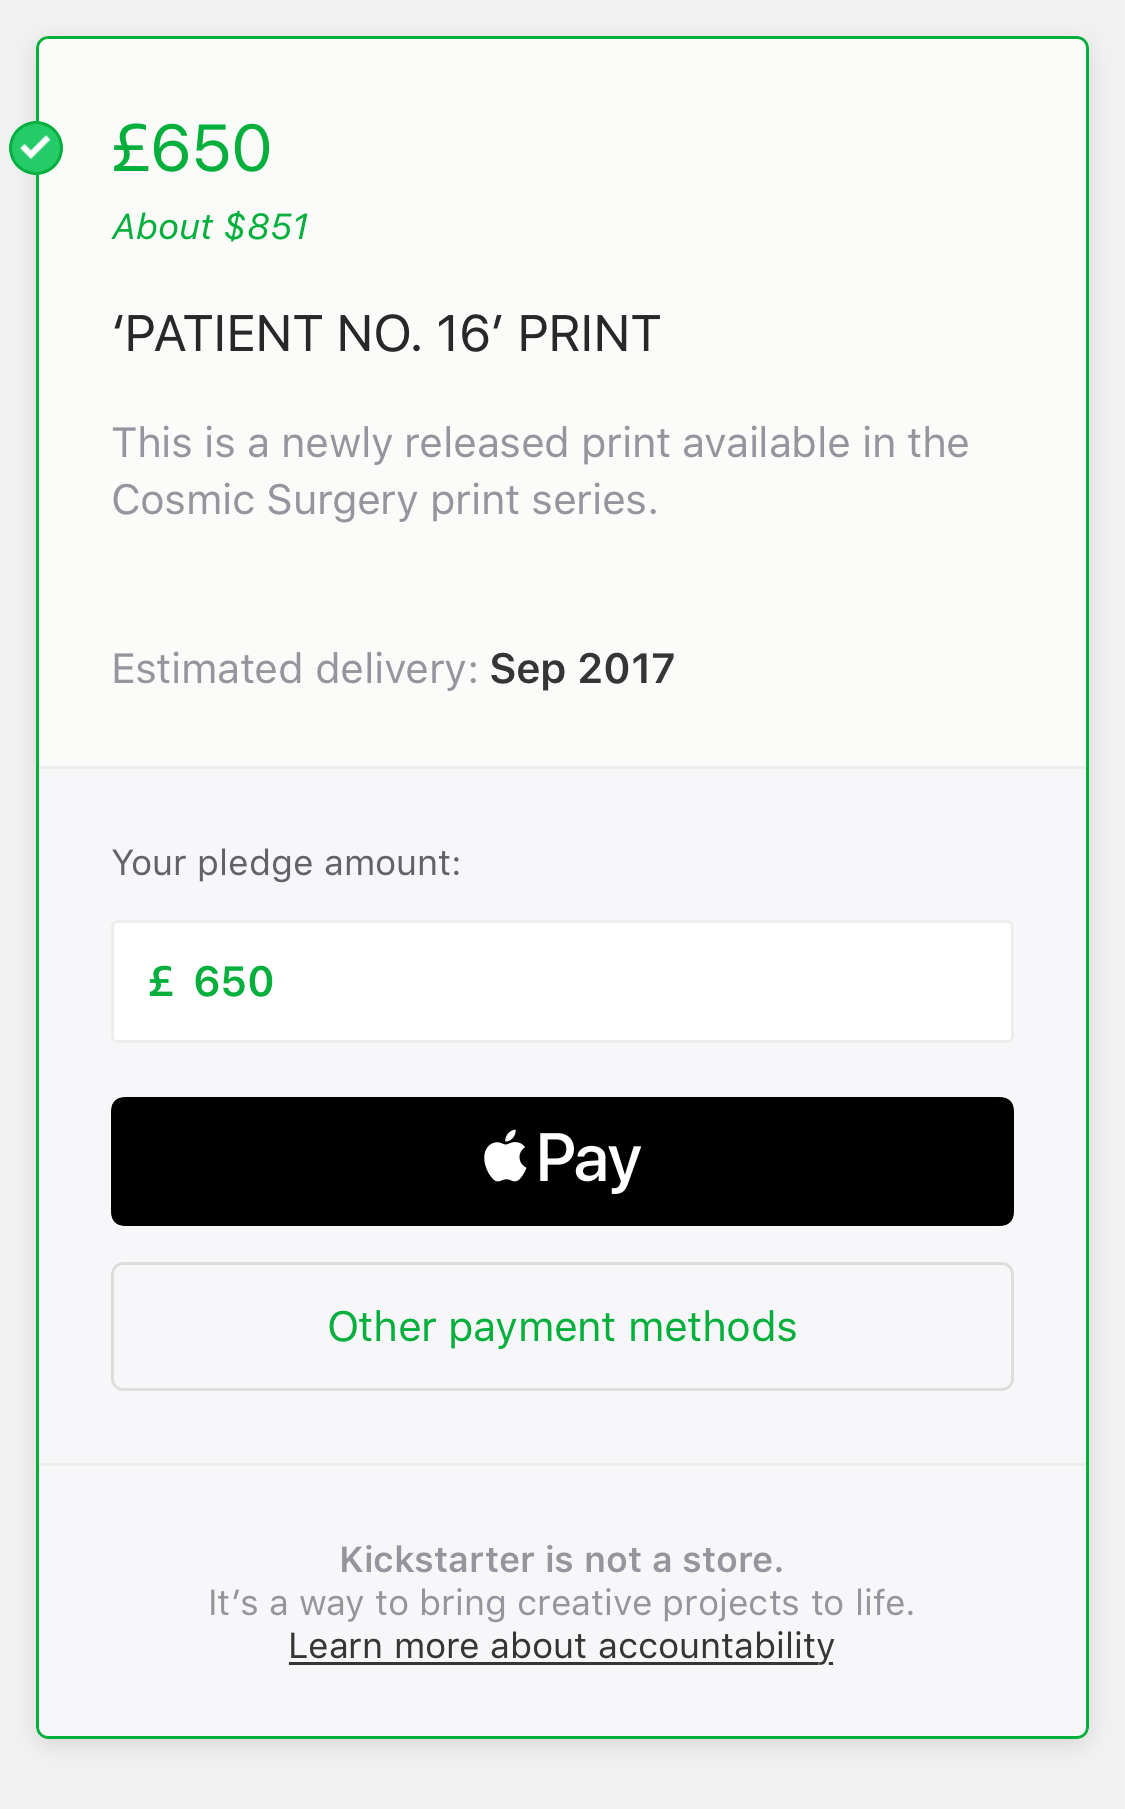 £650
About $851
‘PATIENT NO. 16’ PRINT
This is a newly released print available in the
Cosmic Surgery print series.
Estimated delivery: Sep 2017
Your pledge amount:
£ 650
Pay
Other payment methods
Kickstarter is not a store.
It’s a way to bring creative projects to life.
Learn more about accountability